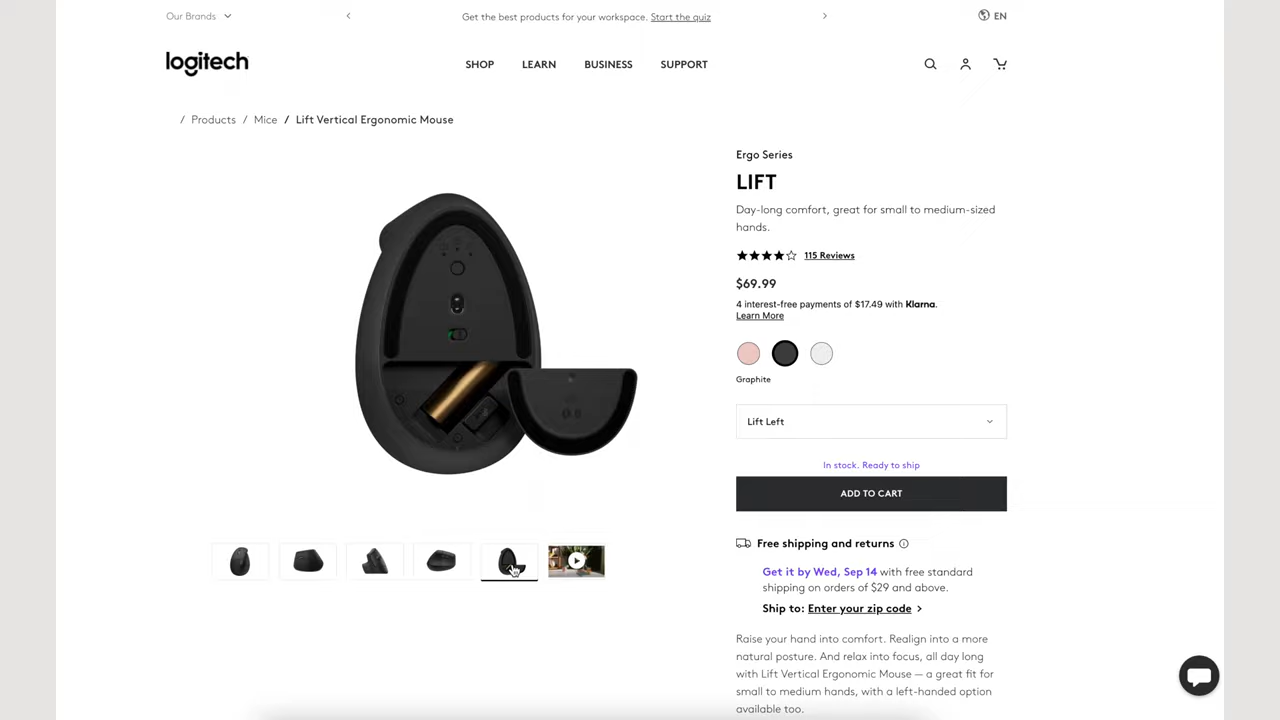 Our Brands
Get the best products for your workspace. Start the quiz
EN
logitech
SHOP
LEARN
BUSINESS
SUPPORT
/ Products / Mice / Lift Vertical Ergonomic Mouse
Ergo Series
LIFT
Day-long comfort, great for small to medium-sized
hands.
115 Reviews
$69.99
4 interest-free payments of $17.49 with Klarna.
Learn More
Graphite
Lift Left
In stock. Ready to ship
ADD TO CART
Free shipping and returns
Get it by Wed, Sep 14 with free standard
shipping on orders of $29 and above.
Ship to: Enter your zip code
Raise your hand into comfort. Realign into a more
natural posture. And relax into focus, all day long
with Lift Vertical Ergonomic Mouse – a great fit for
small to medium hands, with a left-handed option
available too.